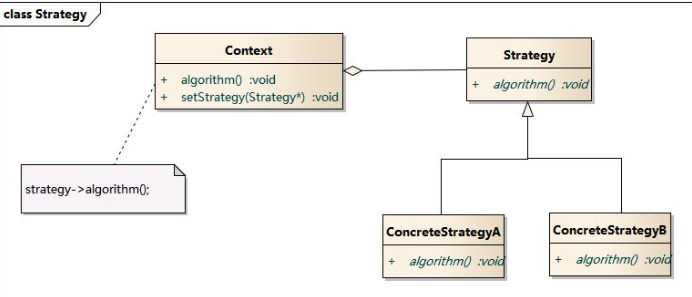 class Strategy
Context
+ algorithm() :void
+ setStrategy(Strategy*) :void
Strategy
+ algorithm() :void
strategy->algorithm();
ConcreteStrategyA
+ algorithm() :void
ConcreteStrategyB
+ algorithm() :void